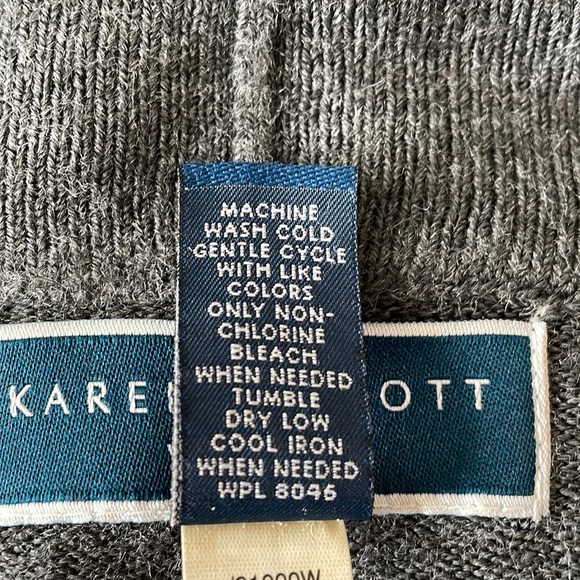 MACHINE
WASH COLD
GENTLE CYCLE
WITH LIKE
COLORS
ONLY NON-
CHLORINE
BLEACH
WHEN NEEDED
TUMBLE
DRY LOW
COOL IRON
WHEN NEEDED
WPL 8046
KARE OTT